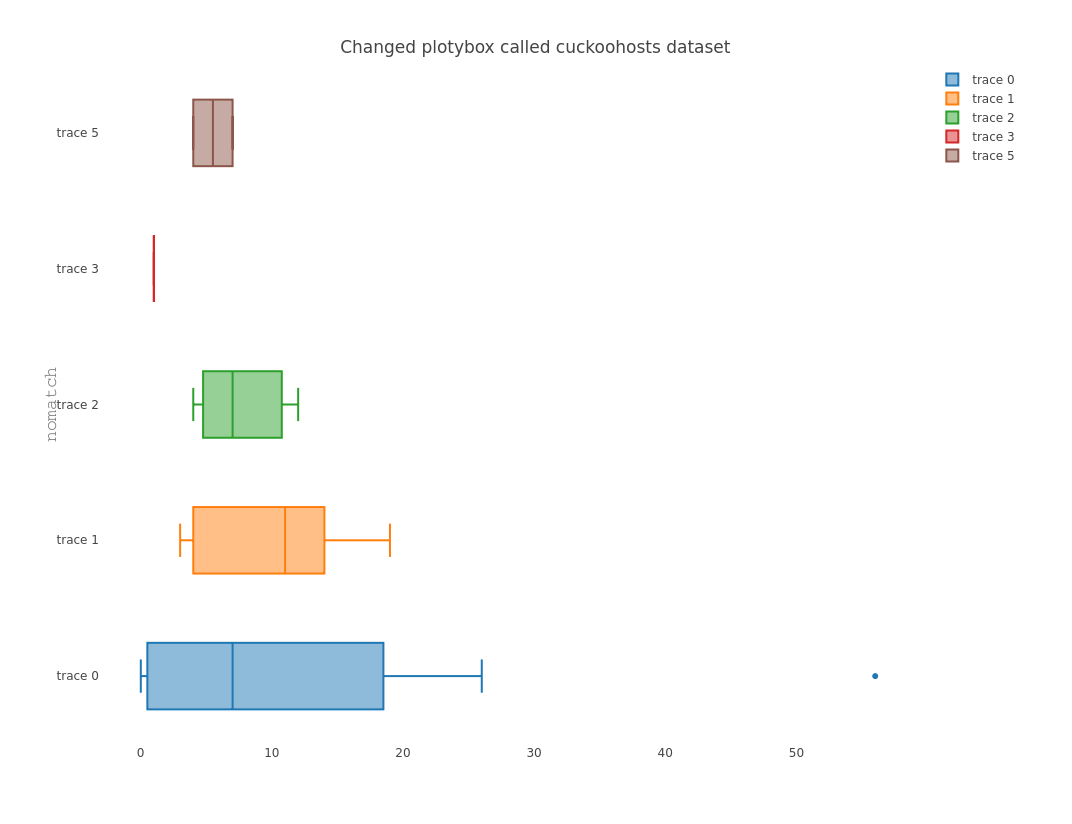 Changed plotybox called cuckoohosts dataset
trace 0
trace 1
trace 2
trace 3
trace 5
trace 5
trace 3
trace 2
trace 1
trace 0
nomatch
0 10 20 30 40 50